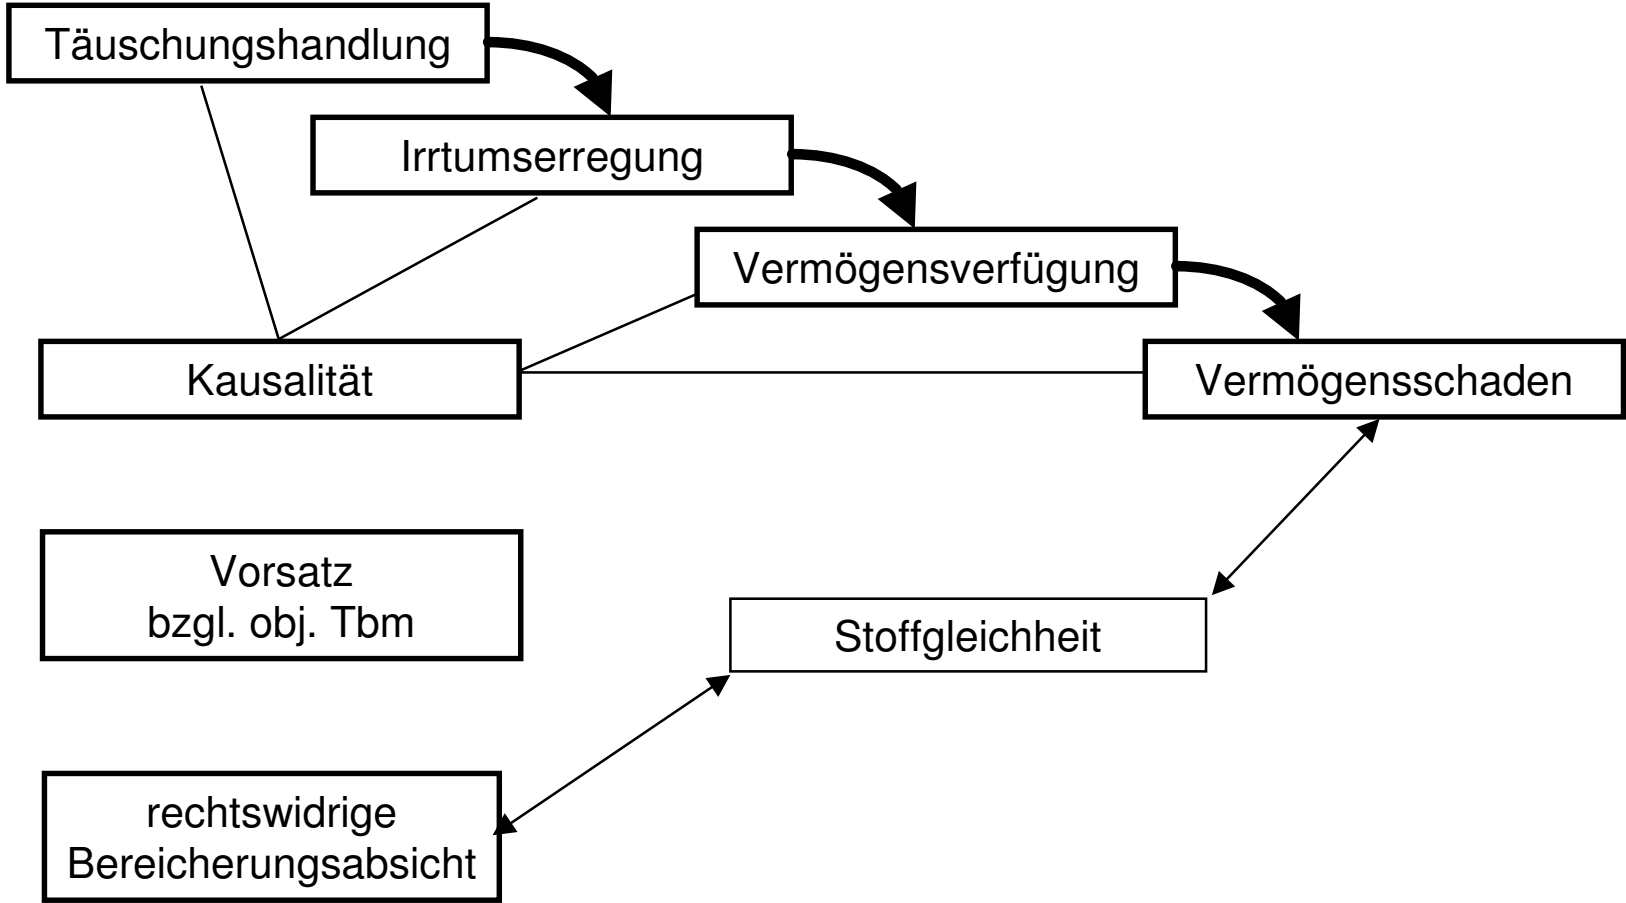 Täuschungshandlung
Irrtumserregung
Vermögensverfügung
Kausalität
Vermögensschaden
Vorsatz
bzgl. obj. Tbm
Stoffgleichheit
rechtswidrige
Bereicherungsabsicht